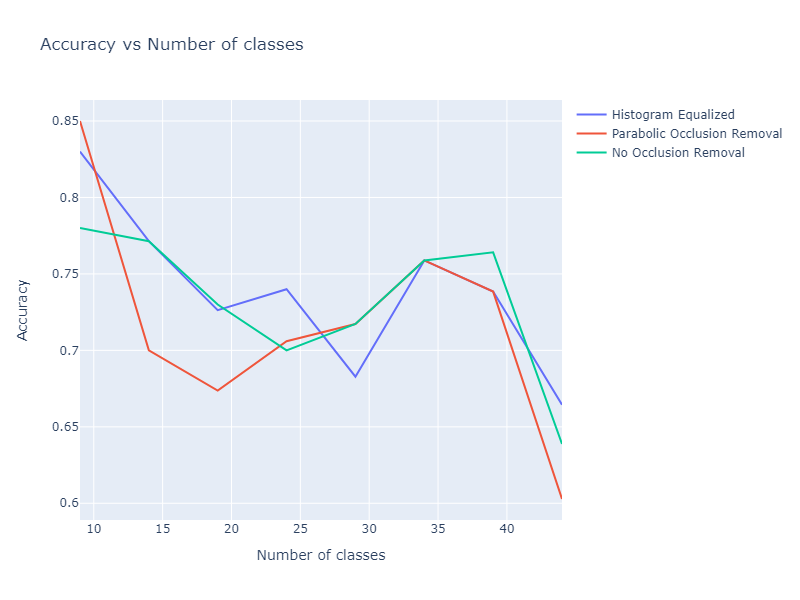 Accuracy vs Number of classes
Histogram Equalized
Parabolic Occlusion Removal
No Occlusion Removal
0.85
0.8
0.75
0.7
0.65
0.6
Accuracy
10 15 20 25 30 35 40
Number of classes